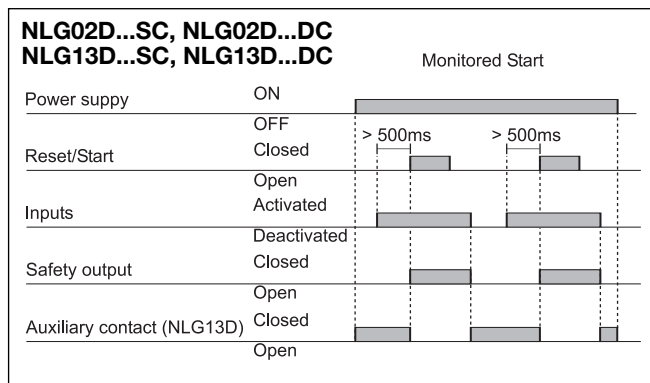 NLG02D...SC, NLG02D...DC
NLG13D...SC, NLG13D...DC
Monitored Start
Power suppy
ON
OFF
> 500ms
> 500ms
Reset/Start
Closed
Open
Inputs
Activated
Deactivated
Safety output
Closed
Open
Auxiliary contact (NLG13D)
Closed
Open